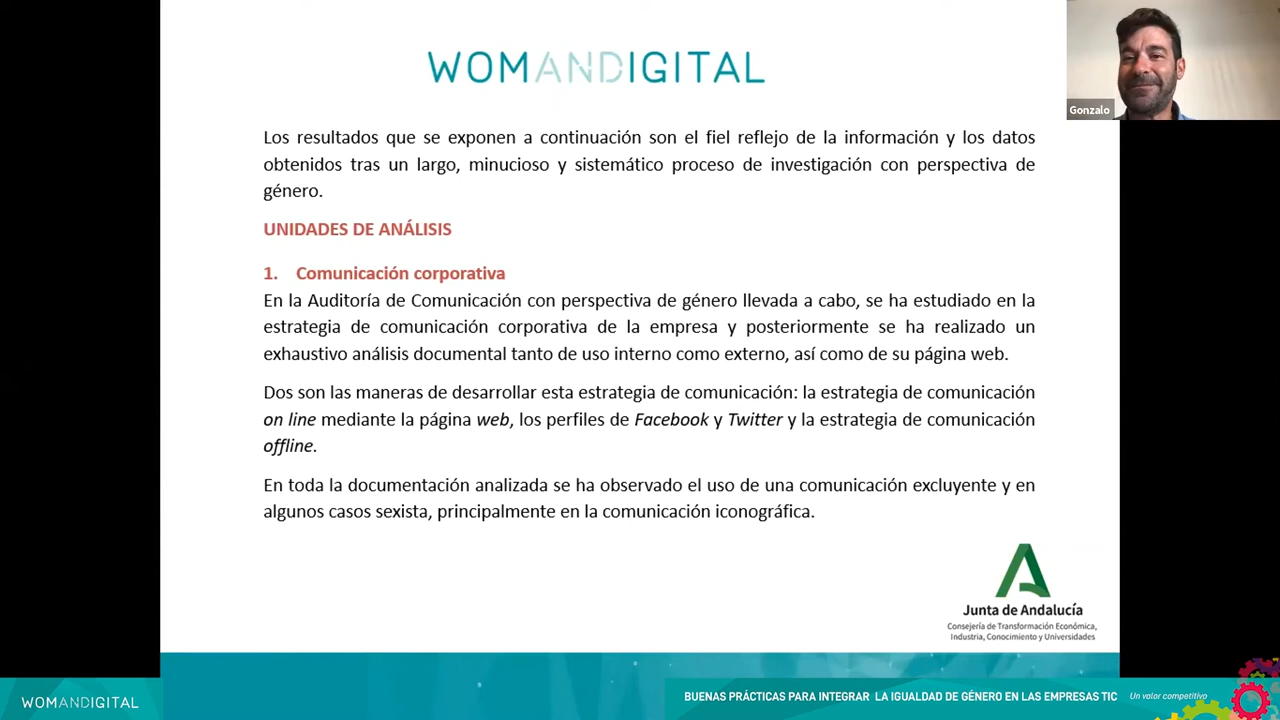 WOMANDIGITAL
Gonzalo
Los resultados que se exponen a continuación son el fiel reflejo de la información y los datos
obtenidos tras un largo, minucioso y sistemático proceso de investigación con perspectiva de
género.
UNIDADES DE ANÁLISIS
1. Comunicación corporativa
En la Auditoría de Comunicación con perspectiva de género llevada a cabo, se ha estudiado en la
estrategia de comunicación corporativa de la empresa y posteriormente se ha realizado un
exhaustivo análisis documental tanto de uso interno como externo, así como de su página web.
Dos son las maneras de desarrollar esta estrategia de comunicación: la estrategia de comunicación
on line mediante la página web, los perfiles de Facebook y Twitter y la estrategia de comunicación
offline.
En toda la documentación analizada se ha observado el uso de una comunicación excluyente y en
algunos casos sexista, principalmente en la comunicación iconográfica.
Junta de Andalucía
Consejería de Transformación Económica,
Industria, Conocimiento y Universidades
WOMANDIGITAL
BUENAS PRÁCTICAS PARA INTEGRAR LA IGUALDAD DE GÉNERO EN LAS EMPRESAS TIC
Un valor competitivo